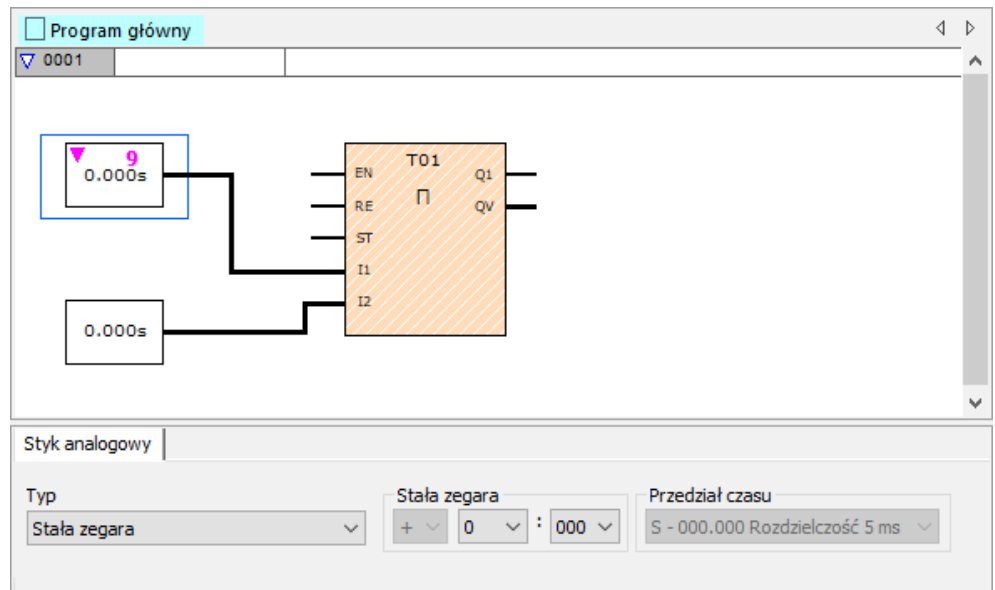 Program główny
0001
9
0.000s
T01
EN
Q1
RE
QV
ST
I1
I2
0.000s
Styk analogowy
Typ
Stała zegara
Przedział czasu
Stała zegara
+
0
:
000
S - 000.000 Rozdzielczość 5 ms